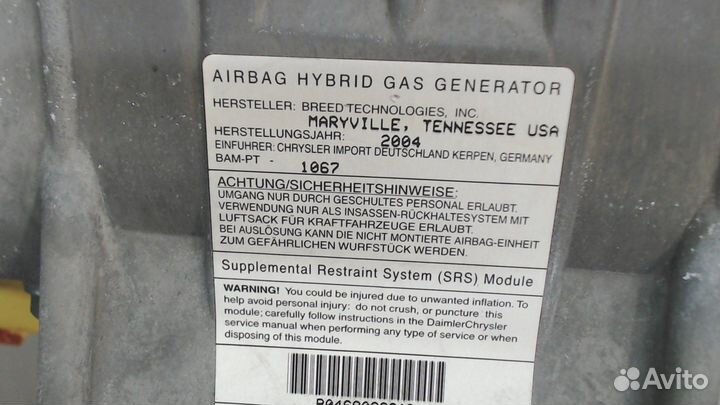 AIRBAG HYBRID GAS GENERATOR
HERSTELLER: BREED TECHNOLOGIES, INC.
MARYVILLE, TENNESSEE USA
HERSTELLUNGSJAHR: 2004
EINFUHRER: CHRYSLER IMPORT DEUTSCHLAND KERPEN, GERMANY
BAM-PT - 1067
ACHTUNG/SICHERHEITSHINWEISE:
UMGANG NUR DURCH GESCHULTES PERSONAL ERLAUBT.
VERWENDUNG NUR ALS INSASSEN-RÜCKHALTESYSTEM MIT
LUFTSACK FÜR KRAFTFAHRZEUGE ERLAUBT.
BEI AUSLÖSUNG KANN DIE NICHT MONTIERTE AIRBAG-EINHEIT
ZUM GEFÄHRLICHEN WURFSTÜCK WERDEN.
Supplemental Restraint System (SRS) Module
WARNING! You could be injured due to unwanted inflation. To
help avoid personal injury: do not crush, or puncture this
module; carefully follow instructions in the DaimlerChrysler
service manual when performing any type of service or when
disposing of this module.
Avito